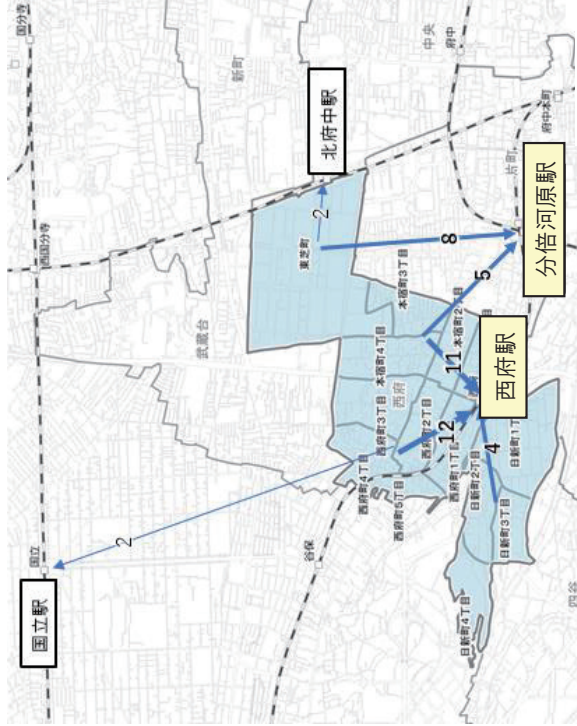 国分寺
中央
府中
新町
北府中駅
2
府中本町
片町
西国分寺
東芝町
8
分倍河原駅
5
武蔵台
本宿町3丁目
本宿町2丁目
本宿町4丁目
11
西府駅
西府
西府町3丁目
西府町2丁目
12
西府町4丁目
西府町1丁目
西府町5丁目
日新町2丁目
日新町1丁
4
日新町3丁目
日新町4丁目
四谷
谷保
2
国立
国立駅